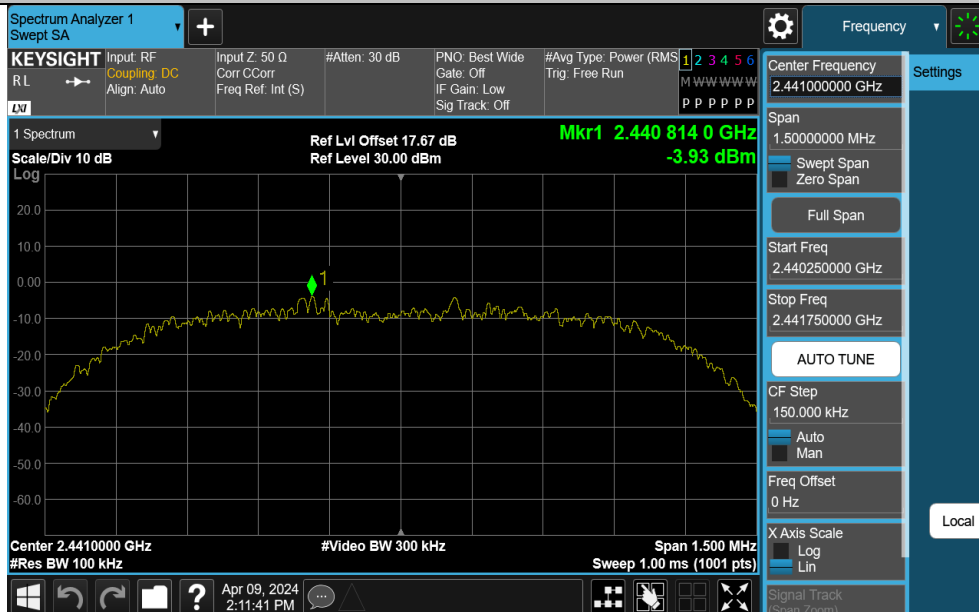 Spectrum Analyzer 1
Swept SA
+
Frequency
KEYSIGHT
RL
LXI
Input: RF
Coupling: DC
Align: Auto
Input Z: 50 Ω
Corr CCorr
Freq Ref: Int (S)
#Atten: 30 dB
PNO: Best Wide
Gate: Off
IF Gain: Low
Sig Track: Off
#Avg Type: Power (RMS
Trig: Free Run
1 2 3 4 5 6
M W W W W W
P P P P P P
Center Frequency
2.441000000 GHz
Settings
Span
1.50000000 MHz
Swept Span
Zero Span
Full Span
Start Freq
2.440250000 GHz
Stop Freq
2.441750000 GHz
AUTO TUNE
CF Step
150.000 kHz
Auto
Man
Freq Offset
0 Hz
X Axis Scale
Log
Lin
Signal Track
(Span Zoom)
Local
1 Spectrum
Scale/Div 10 dB
Log
Ref Lvl Offset 17.67 dB
Ref Level 30.00 dBm
Mkr1 2.440 814 0 GHz
-3.93 dBm
20.0
10.0
0.00
1
-10.0
-20.0
-30.0
-40.0
-50.0
-60.0
Center 2.4410000 GHz
#Video BW 300 kHz
Span 1.500 MHz
#Res BW 100 kHz
Sweep 1.00 ms (1001 pts)
?
Apr 09, 2024
2:11:41 PM